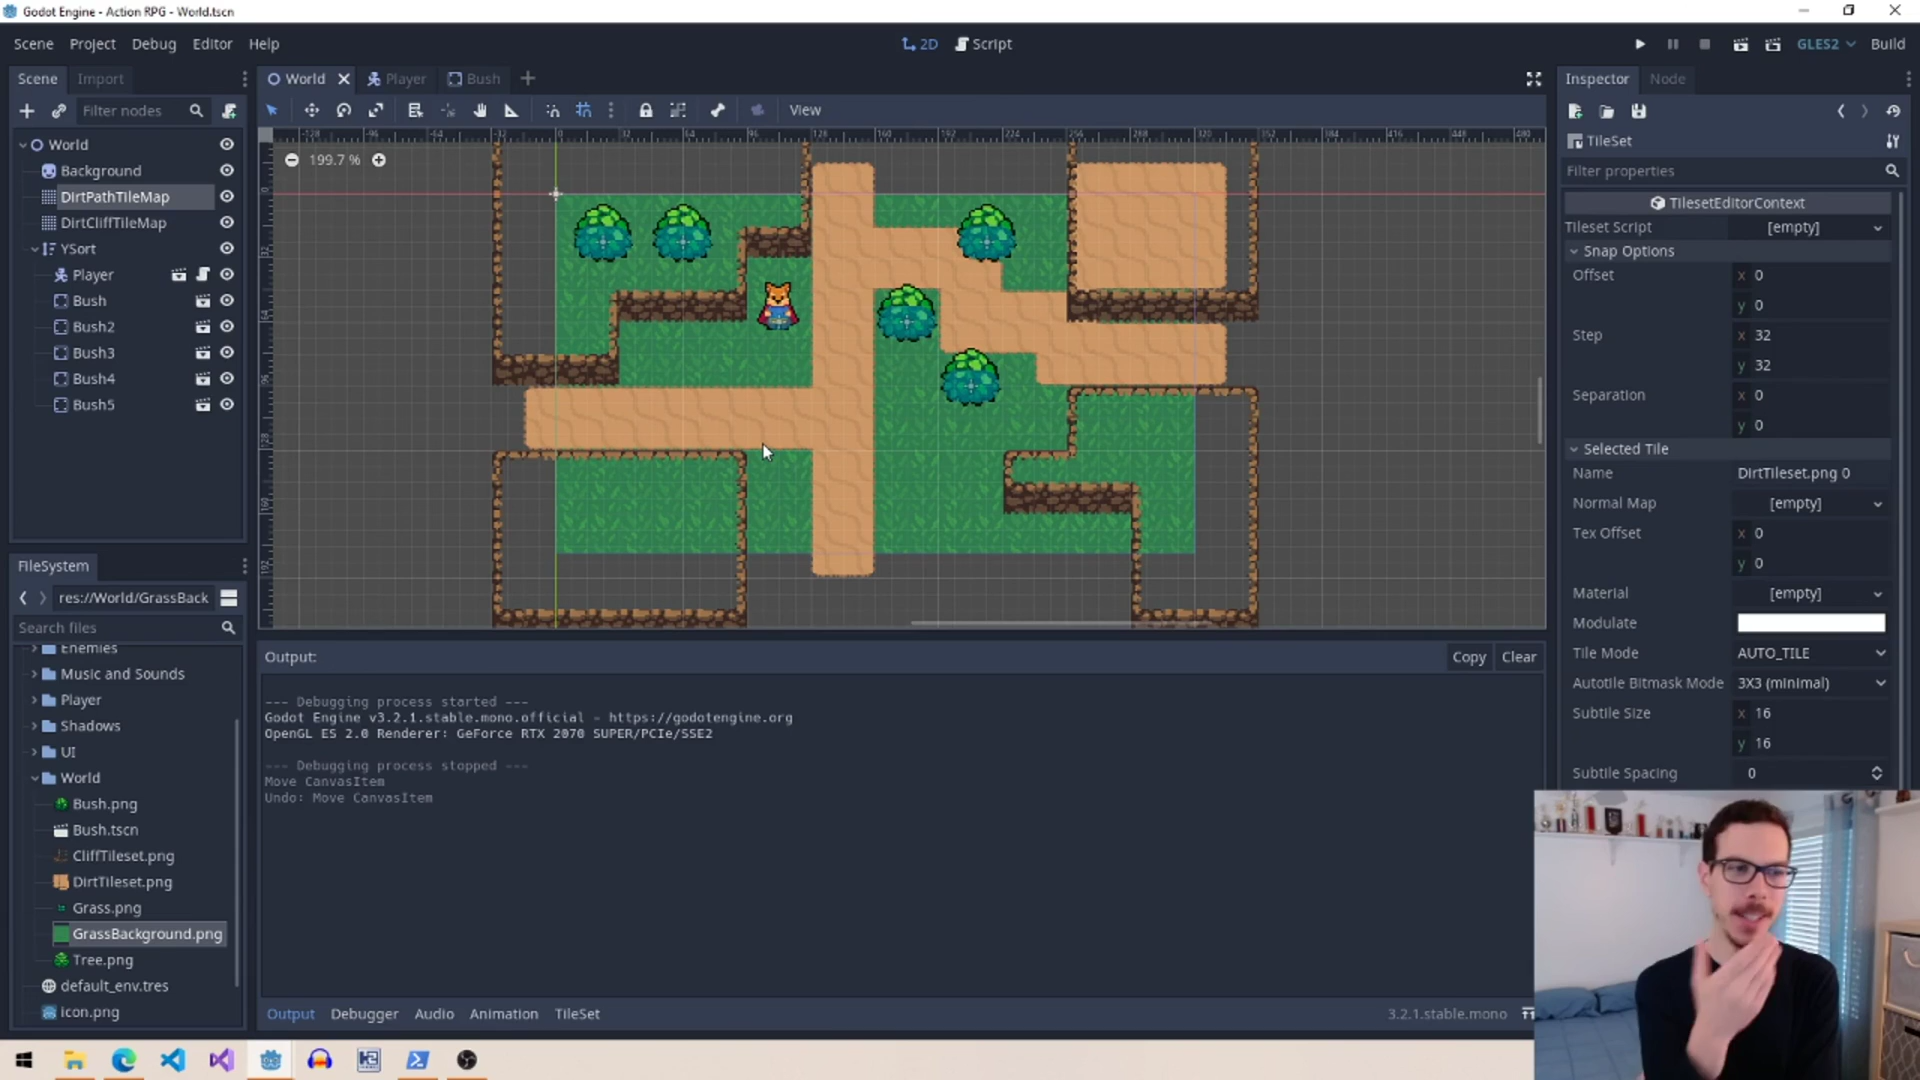 Godot Engine - Action RPG - World.tscn
Scene Project Debug Editor Help
2D Script
GLES2 Build
Scene Import
World Player Bush
Inspector Node
Filter nodes
View
World
Background
DirtPathTileMap
DirtCliffTileMap
YSort
Player
Bush
Bush2
Bush3
Bush4
Bush5
199.7 %
TileSet
Filter properties
TilesetEditorContext
Tileset Script [empty]
Snap Options
Offset x 0
y 0
Step x 32
y 32
Separation x 0
y 0
Selected Tile
Name DirtTileset.png 0
Normal Map [empty]
Tex Offset x 0
y 0
Material [empty]
Modulate
Tile Mode AUTO_TILE
Autotile Bitmask Mode 3X3 (minimal)
Subtile Size x 16
y 16
Subtile Spacing 0
FileSystem
res://World/GrassBack
Search files
Enemies
Music and Sounds
Player
Shadows
UI
World
Bush.png
Bush.tscn
CliffTileset.png
DirtTileset.png
Grass.png
GrassBackground.png
Tree.png
default_env.tres
icon.png
Output:
Copy Clear
--- Debugging process started ---
Godot Engine v3.2.1.stable.mono.official - https://godotengine.org
OpenGL ES 2.0 Renderer: GeForce RTX 2070 SUPER/PCIe/SSE2
--- Debugging process stopped ---
Move CanvasItem
Undo: Move CanvasItem
Output Debugger Audio Animation TileSet
3.2.1.stable.mono